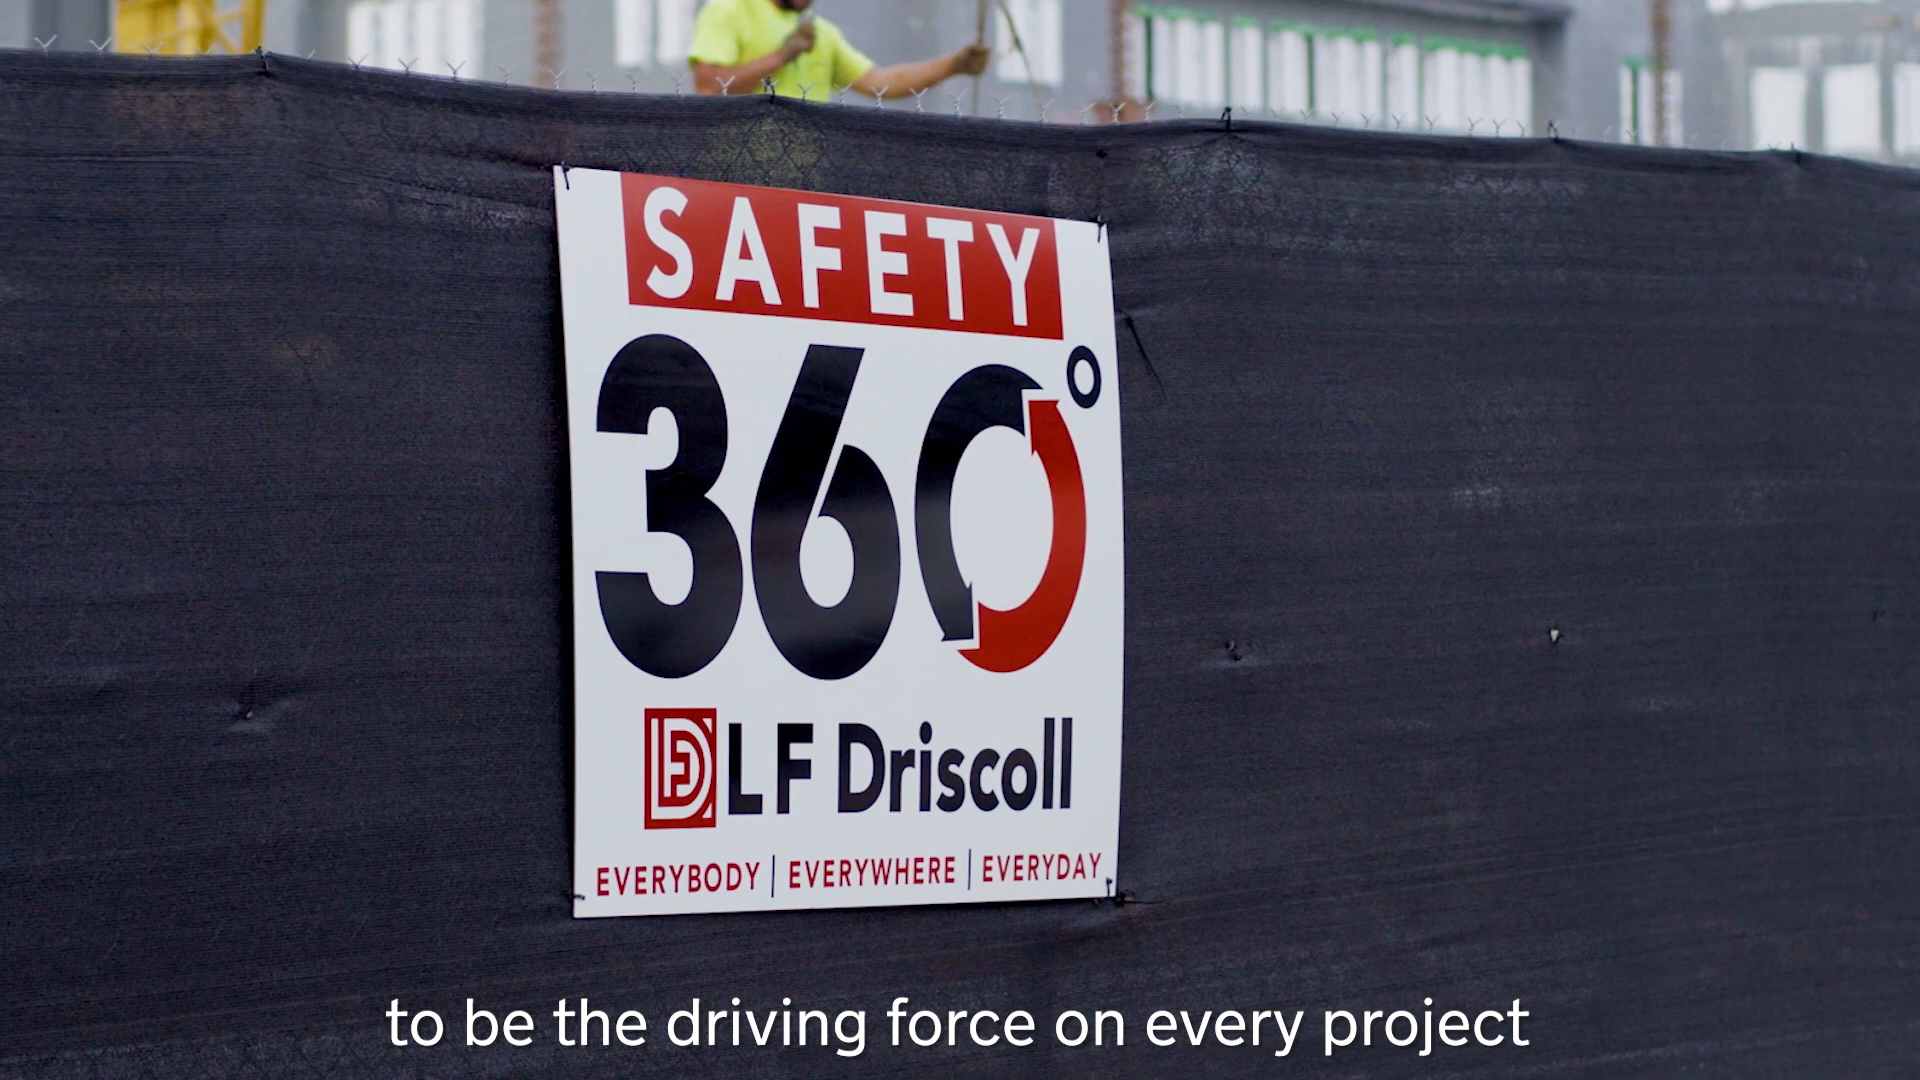 SAFETY
360°
LF Driscoll
EVERYBODY | EVERYWHERE | EVERYDAY
to be the driving force on every project